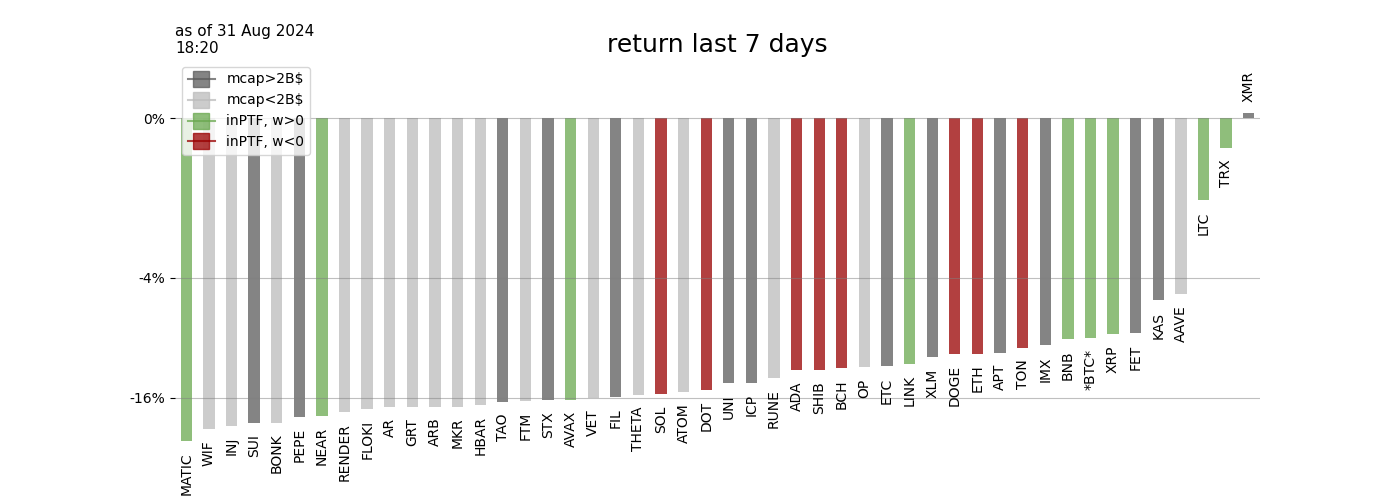 as of 31 Aug 2024
18:20
return last 7 days
mcap>2B$
mcap<2B$
inPTF, w>0
inPTF, w<0
0%
-4%
-16%
MATIC
WIF
INJ
SUI
BONK
PEPE
NEAR
RENDER
FLOKI
AR
GRT
ARB
MKR
HBAR
TAO
FTM
STX
AVAX
VET
FIL
THETA
SOL
ATOM
DOT
UNI
ICP
RUNE
ADA
SHIB
BCH
OP
ETC
LINK
XLM
DOGE
ETH
APT
TON
IMX
BNB
*BTC*
XRP
FET
KAS
AAVE
LTC
TRX
XMR